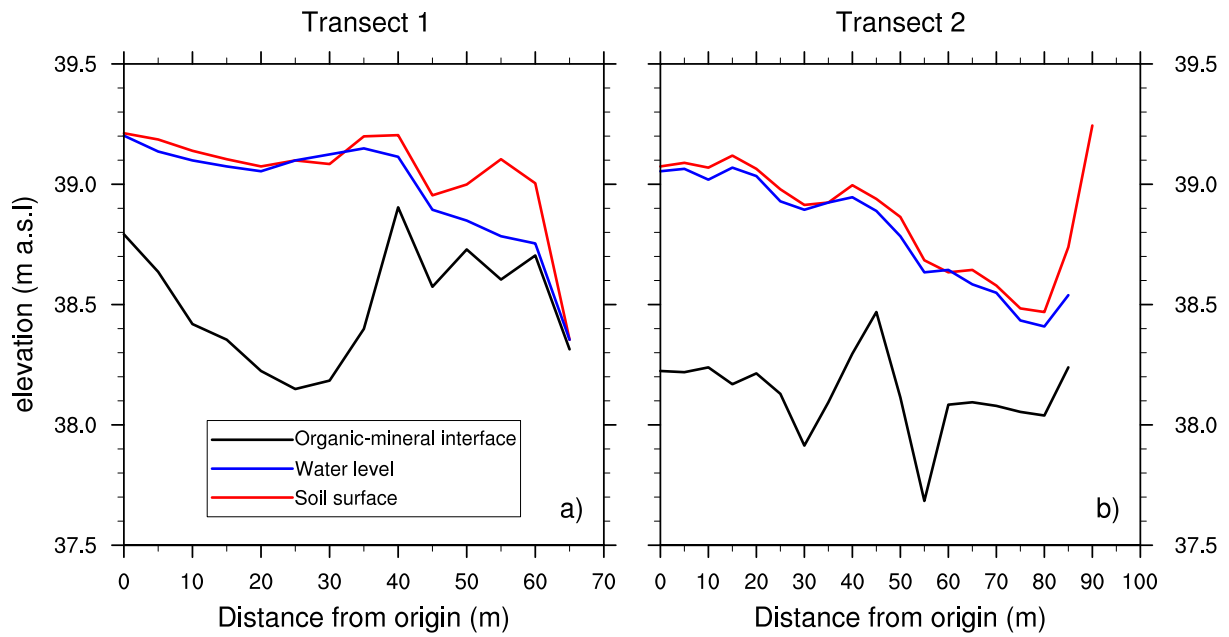 Transect 1
Transect 2
39.5
39.0
38.5
38.0
37.5
elevation (m a.s.l)
Organic-mineral interface
Water level
Soil surface
a)
0 10 20 30 40 50 60 70
Distance from origin (m)
b)
0 10 20 30 40 50 60 70 80 90 100
Distance from origin (m)
39.5
39.0
38.5
38.0
37.5